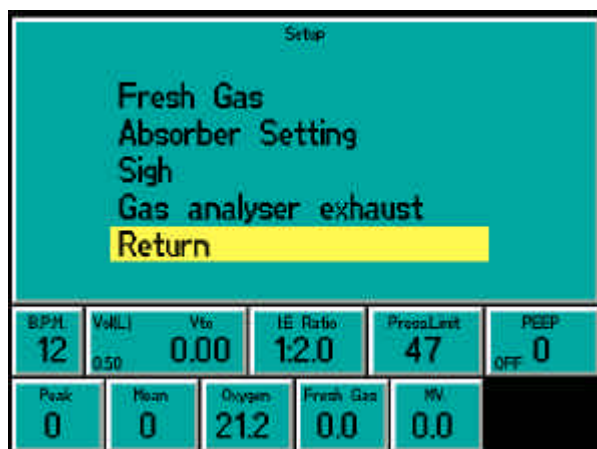 Setup
Fresh Gas
Absorber Setting
Sigh
Gas analyser exhaust
Return
B.P.M. Vol(L) Vte I:E Ratio Press.Limit PEEP
12 0.50 0.00 1:2.0 47 OFF 0
Peak Mean Oxygen Fresh Gas MV.
0 0 21.2 0.0 0.0